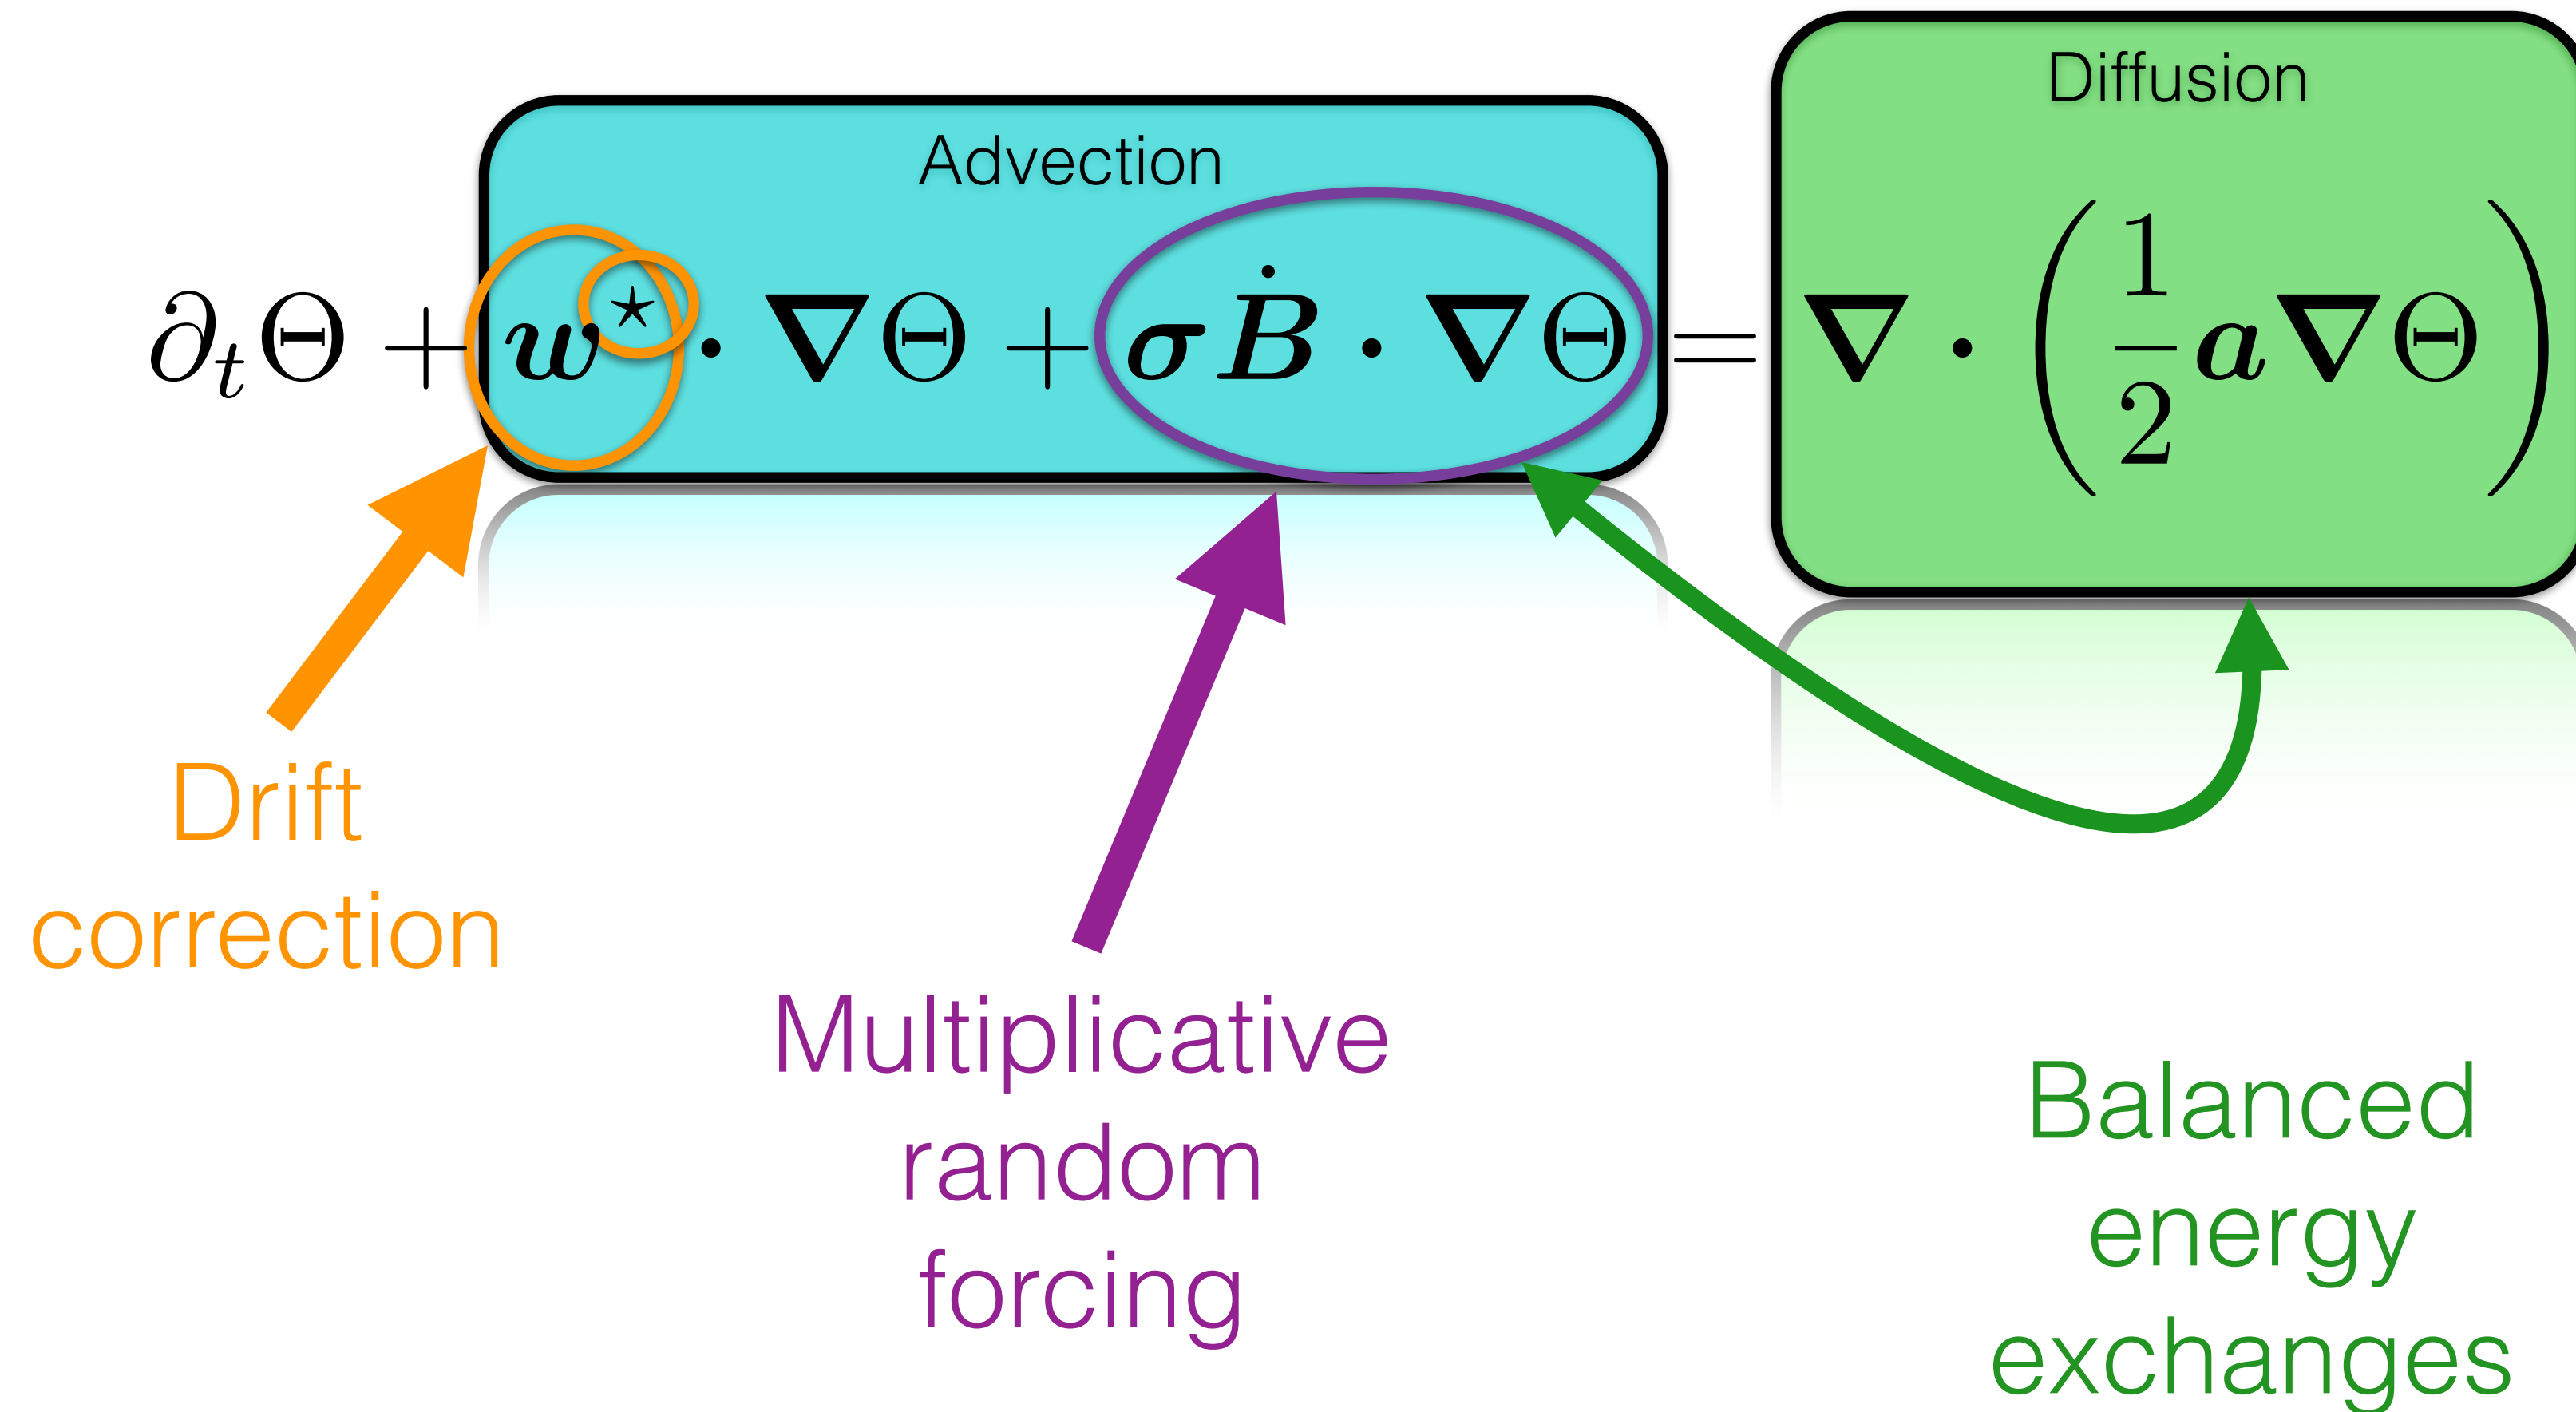 Diffusion
Advection
∂ₜΘ + w⋆ · ∇Θ + σḂ · ∇Θ = ∇ · (½ a∇Θ)
Drift
correction
Multiplicative
random
forcing
Balanced
energy
exchanges